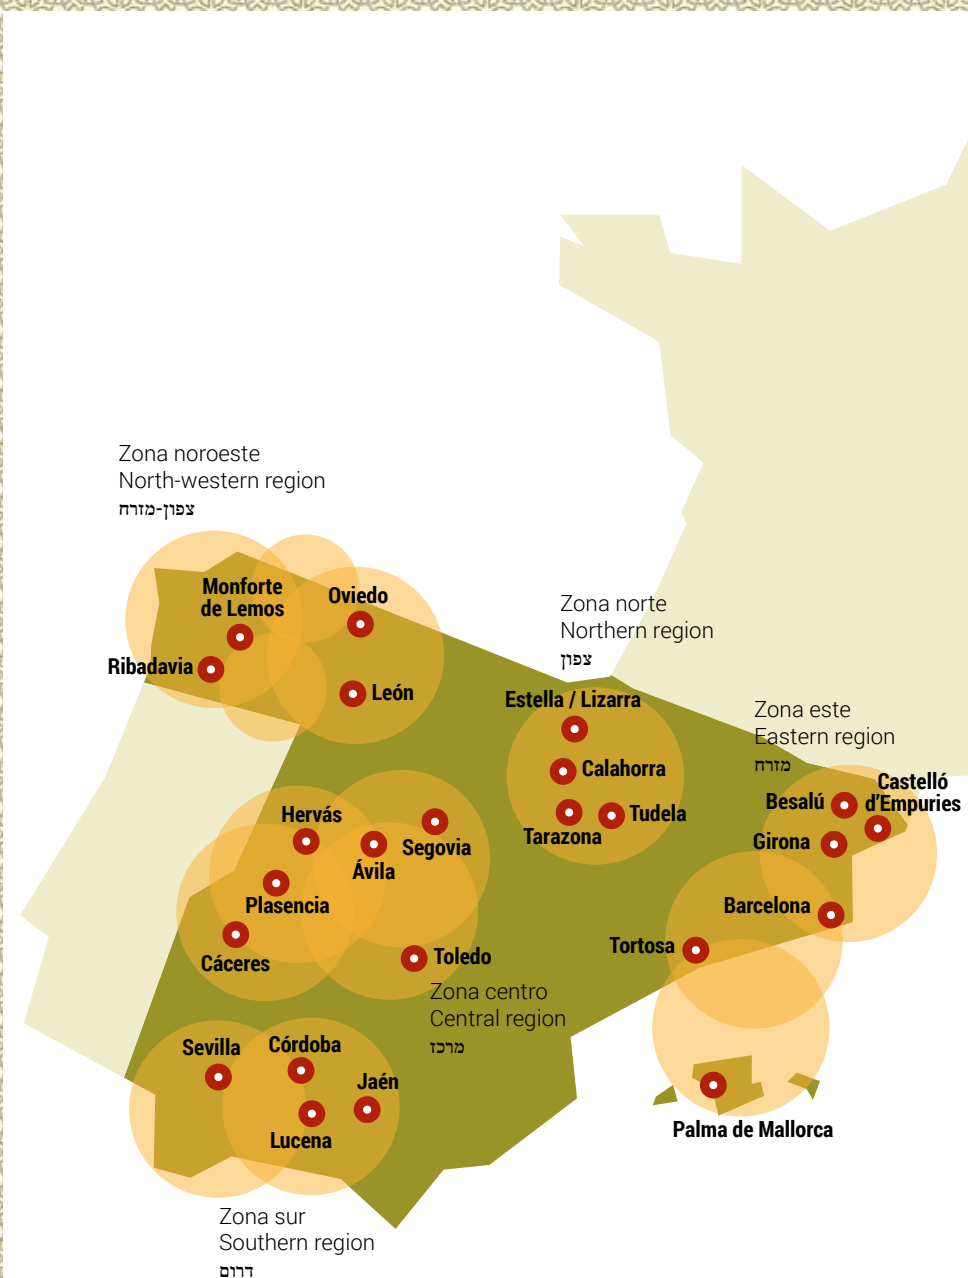 Zona noroeste
North-western region
צפון-מזרח
Monforte
de Lemos
Oviedo
Ribadavia
León
Zona norte
Northern region
צפון
Estella / Lizarra
Calahorra
Tarazona
Tudela
Zona este
Eastern region
מזרח
Castelló
d'Empuries
Besalú
Girona
Barcelona
Tortosa
Hervás
Segovia
Ávila
Plasencia
Cáceres
Toledo
Zona centro
Central region
מרכז
Sevilla
Córdoba
Jaén
Lucena
Palma de Mallorca
Zona sur
Southern region
דרום